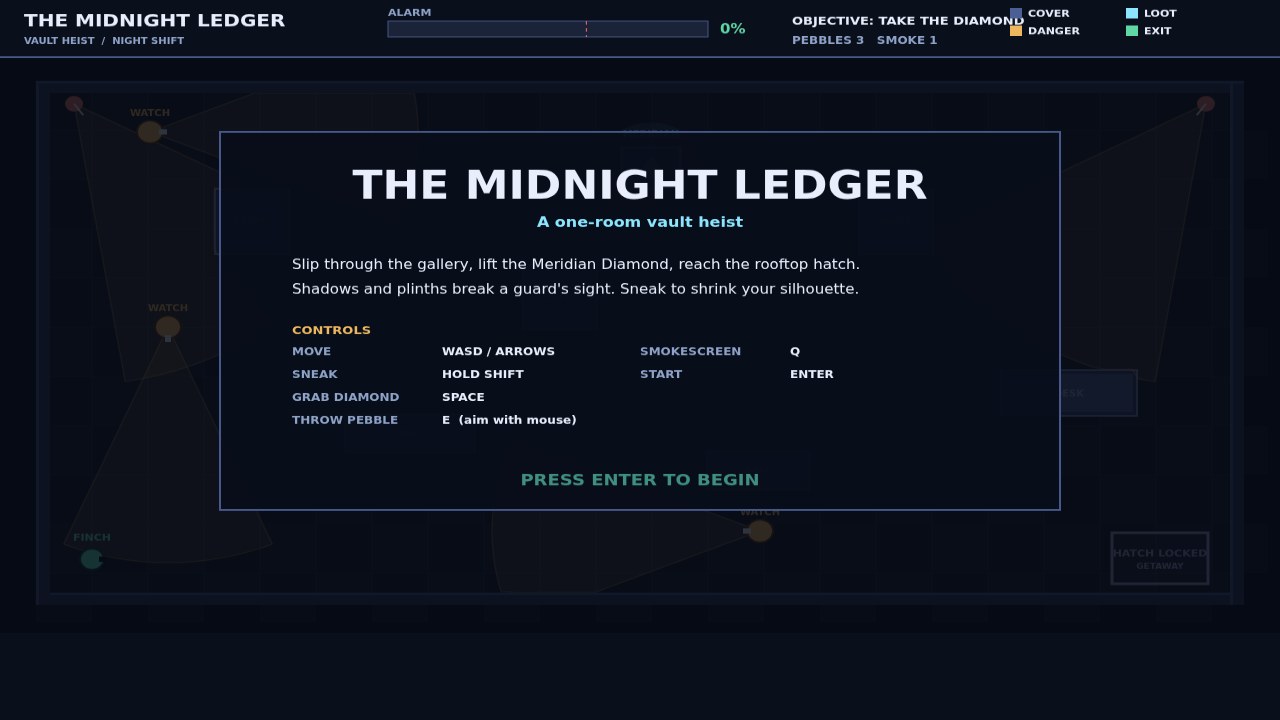 THE MIDNIGHT LEDGER
VAULT HEIST / NIGHT SHIFT
ALARM
0%
OBJECTIVE: TAKE THE DIAMOND
PEBBLES 3 SMOKE 1
COVER
LOOT
DANGER
EXIT
WATCH
THE MIDNIGHT LEDGER
A one-room vault heist
Slip through the gallery, lift the Meridian Diamond, reach the rooftop hatch.
Shadows and plinths break a guard's sight. Sneak to shrink your silhouette.
WATCH
CONTROLS
MOVE WASD / ARROWS SMOKESCREEN Q
SNEAK HOLD SHIFT START ENTER
GRAB DIAMOND SPACE
THROW PEBBLE E (aim with mouse)
PRESS ENTER TO BEGIN
WATCH
FINCH
HATCH LOCKED
GETAWAY